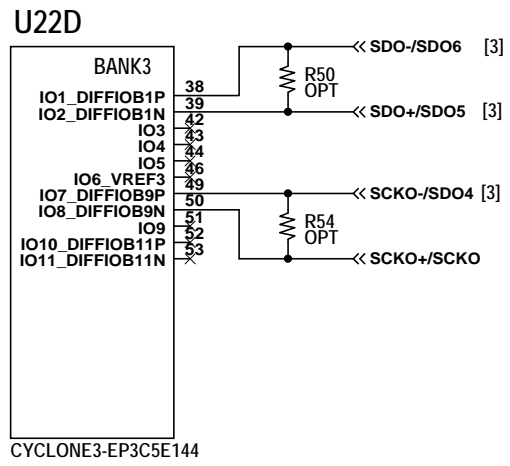 U22D
BANK3
IO1_DIFFIOB1P 38
IO2_DIFFIOB1N 39
IO3 42
IO4 43
IO5 44
IO6_VREF3 46
IO7_DIFFIOB9P 49
IO8_DIFFIOB9N 50
IO9 51
IO10_DIFFIOB11P 52
IO11_DIFFIOB11N 53
SDO-/SDO6 [3]
R50
OPT
SDO+/SDO5 [3]
SCKO-/SDO4 [3]
R54
OPT
SCKO+/SCKO
CYCLONE3-EP3C5E144